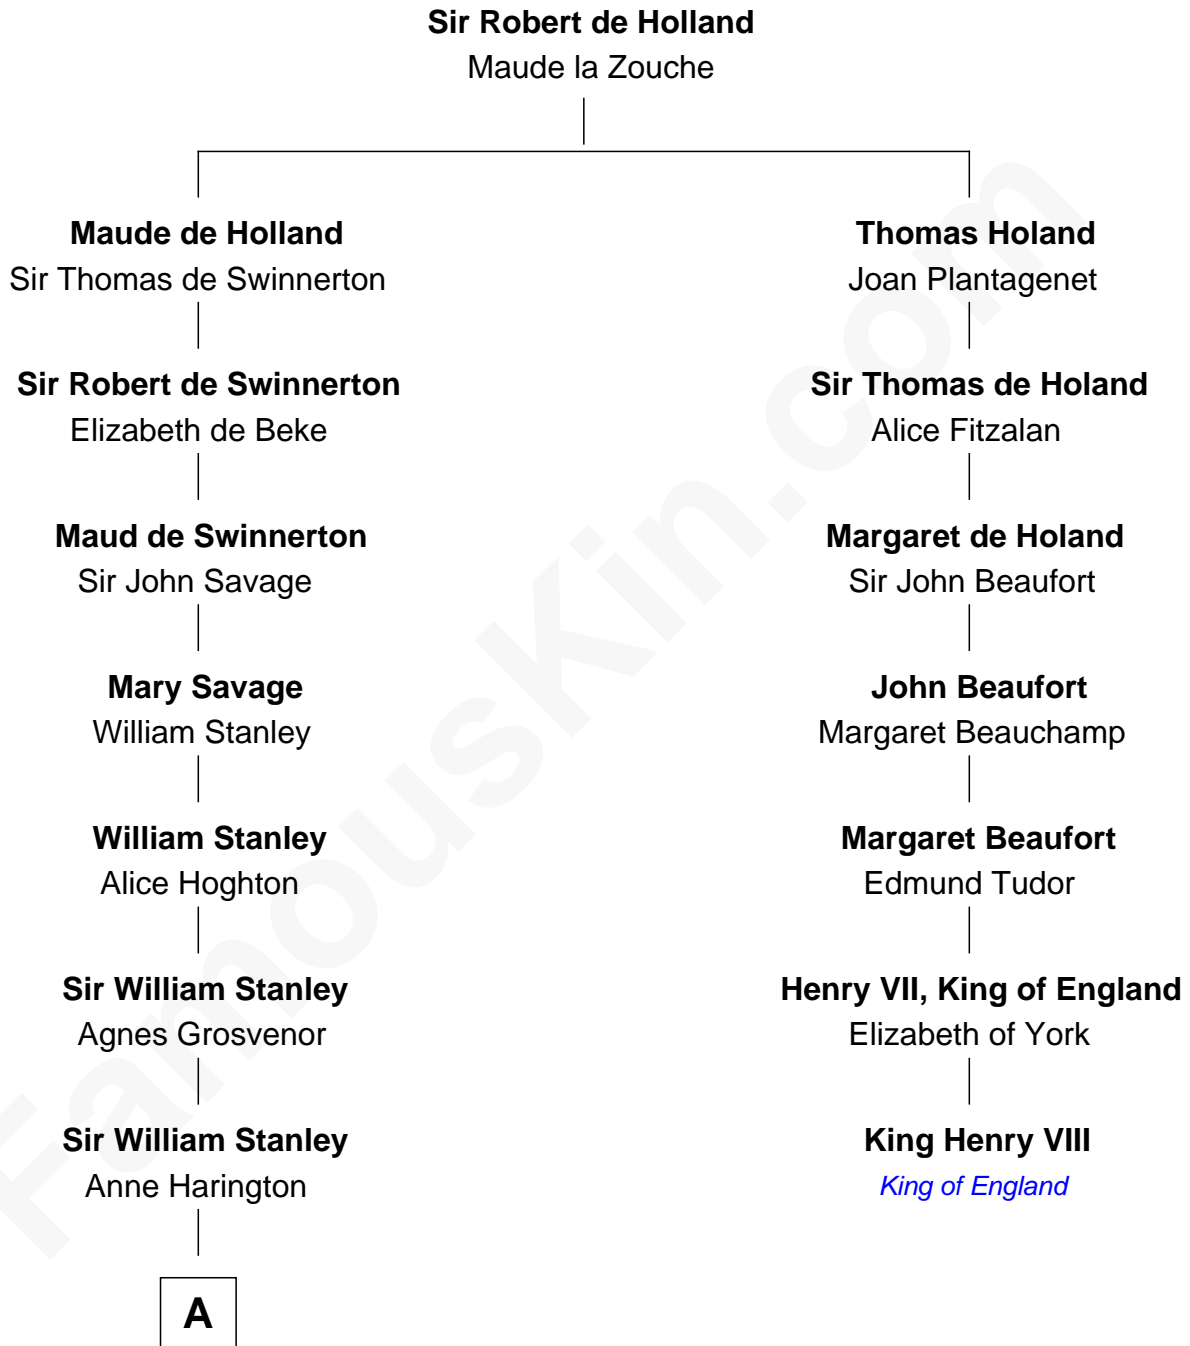 Sir Robert de Holland
Maude la Zouche
Maude de Holland
Sir Thomas de Swinnerton
Thomas Holand
Joan Plantagenet
Sir Robert de Swinnerton
Elizabeth de Beke
Sir Thomas de Holand
Alice Fitzalan
Maud de Swinnerton
Sir John Savage
Margaret de Holand
Sir John Beaufort
Mary Savage
William Stanley
John Beaufort
Margaret Beauchamp
William Stanley
Alice Hoghton
Margaret Beaufort
Edmund Tudor
Sir William Stanley
Agnes Grosvenor
Henry VII, King of England
Elizabeth of York
Sir William Stanley
Anne Harington
King Henry VIII
King of England
A
FamousKin.com